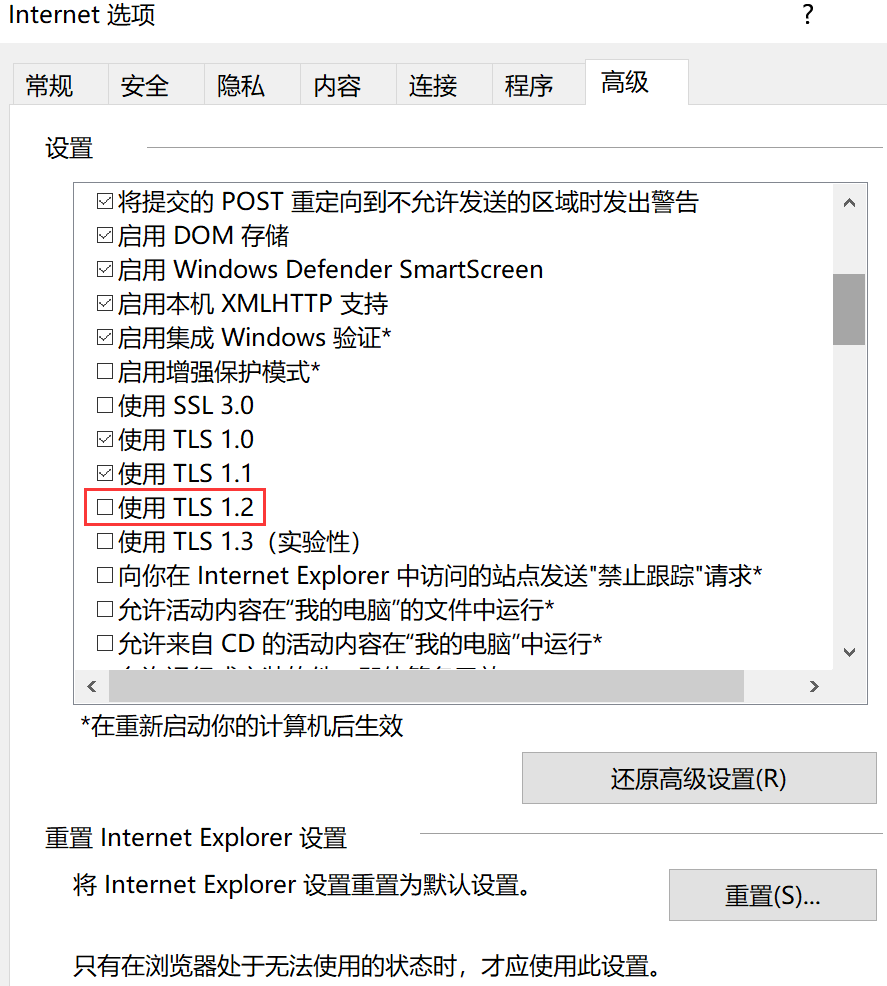 Internet 选项
?
常规 安全 隐私 内容 连接 程序 高级
设置
将提交的 POST 重定向到不允许发送的区域时发出警告
启用 DOM 存储
启用 Windows Defender SmartScreen
启用本机 XMLHTTP 支持
启用集成 Windows 验证*
启用增强保护模式*
使用 SSL 3.0
使用 TLS 1.0
使用 TLS 1.1
使用 TLS 1.2
使用 TLS 1.3（实验性）
向你在 Internet Explorer 中访问的站点发送"禁止跟踪"请求*
允许活动内容在“我的电脑”的文件中运行*
允许来自 CD 的活动内容在“我的电脑”中运行*
*在重新启动你的计算机后生效
还原高级设置(R)
重置 Internet Explorer 设置
将 Internet Explorer 设置重置为默认设置。
重置(S)...
只有在浏览器处于无法使用的状态时，才应使用此设置。